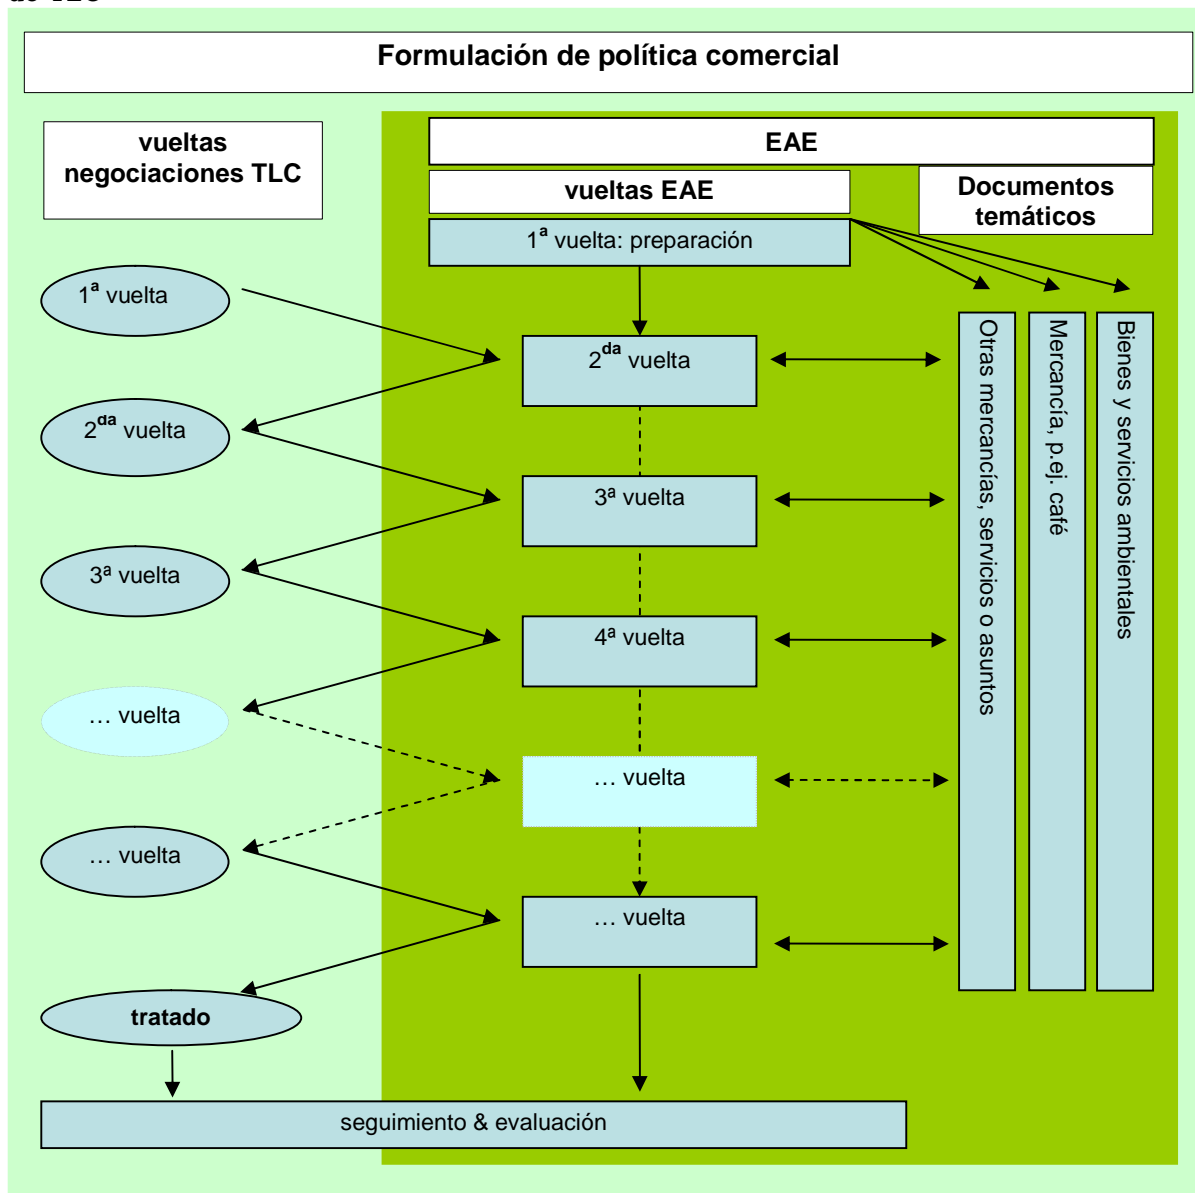 de TLC
Formulación de política comercial
vueltas
negociaciones TLC
EAE
vueltas EAE
Documentos
temáticos
1ª vuelta: preparación
1ª vuelta
2da vuelta
2da vuelta
3ª vuelta
3ª vuelta
4ª vuelta
… vuelta
… vuelta
… vuelta
… vuelta
tratado
seguimiento & evaluación
Otras mercancías, servicios o asuntos
Mercancía, p.ej. café
Bienes y servicios ambientales